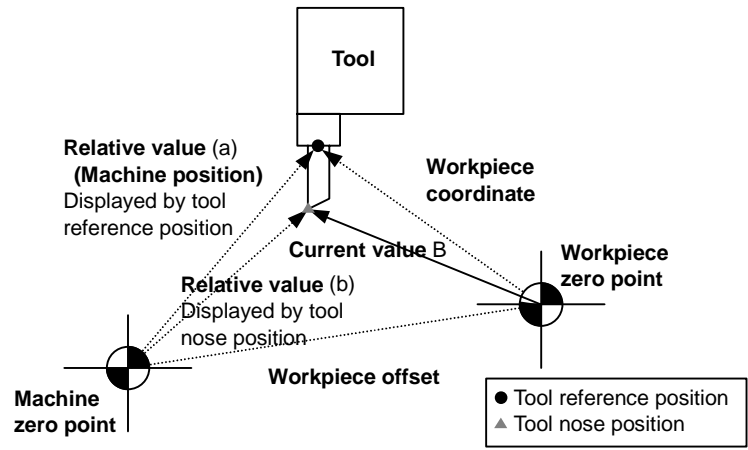 Tool
Relative value (a)
(Machine position)
Displayed by tool
reference position
Workpiece
coordinate
Current value B
Workpiece
zero point
Relative value (b)
Displayed by tool
nose position
Workpiece offset
Machine
zero point
Tool reference position
Tool nose position